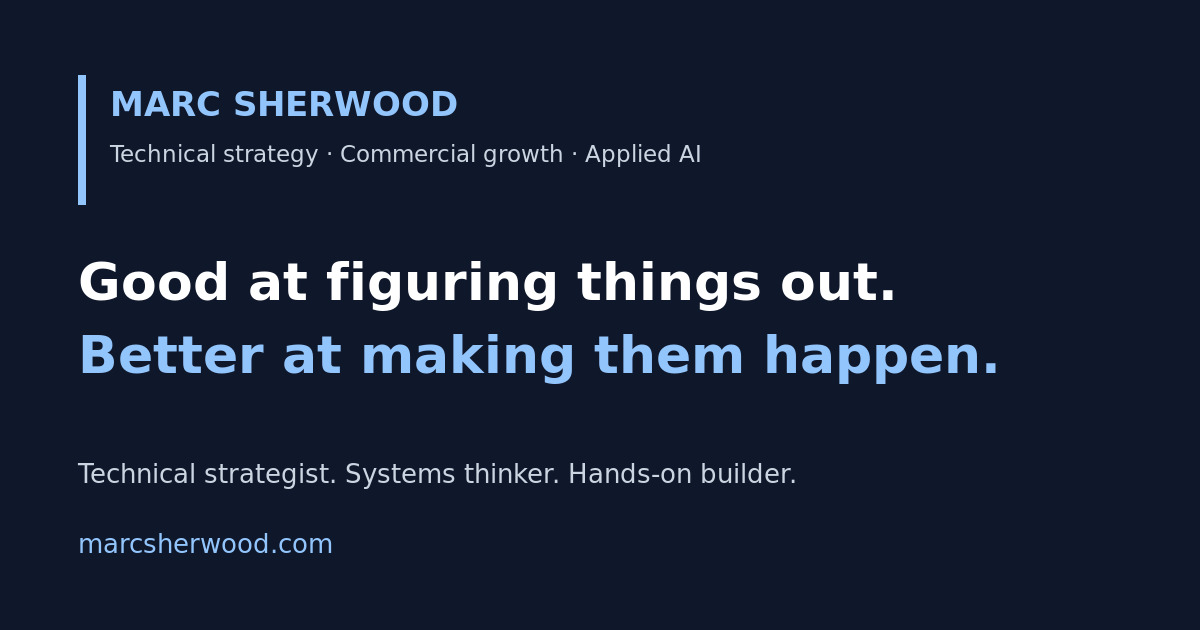 MARC SHERWOOD
Technical strategy · Commercial growth · Applied AI
Good at figuring things out.
Better at making them happen.
Technical strategist. Systems thinker. Hands-on builder.
marcsherwood.com